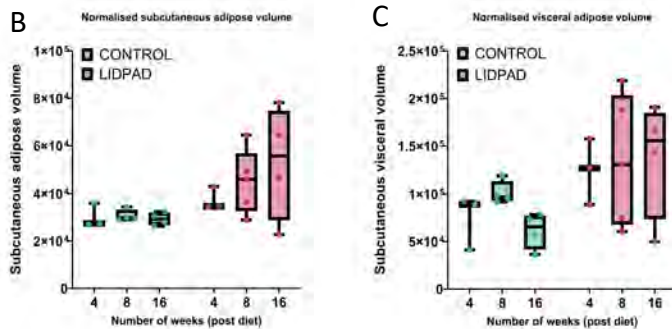 B
Normalised subcutaneous adipose volume
Subcutaneous adipose volume
1×10⁵
8×10⁴
6×10⁴
4×10⁴
2×10⁴
0
CONTROL
LIDPAD
4 8 16 4 8 16
Number of weeks (post diet)
C
Normalised visceral adipose volume
Subcutaneous visceral volume
2.5×10⁵
2×10⁵
1.5×10⁵
1×10⁵
5×10⁴
0
CONTROL
LIDPAD
4 8 16 4 8 16
Number of weeks (post diet)